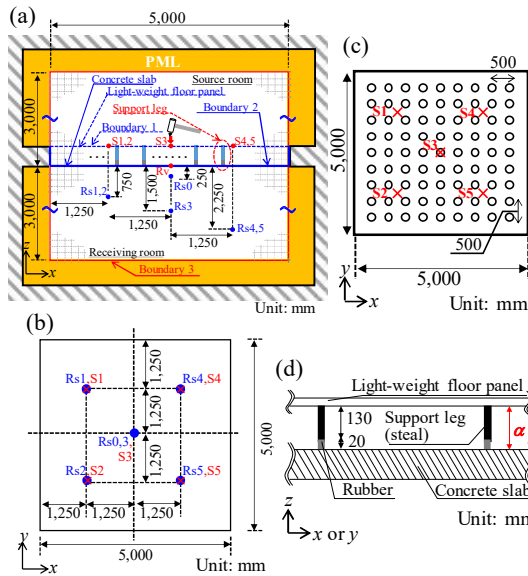 (a)
5,000
PML
Concrete slab
Source room
Light-weight floor panel
Support leg
Boundary 1
Boundary 2
3,000
S1,2
S3
S4,5
Rv
Rs0
750
1,500
250
2,250
Rs1,2
1,250
Rs3
1,250
Rs4,5
3,000
Receiving room
x
Boundary 3
Unit: mm
(b)
1,250
Rs1,S1
Rs4,S4
1,250
Rs0,3,
S3
1,250
5,000
Rs2,S2
Rs5,S5
1,250
1,250
1,250
y
x
5,000
Unit: mm
(c)
500
S1
S4
S3
5,000
S2
S5
500
y
x
5,000
Unit: mm
(d)
Light-weight floor panel
130
Support leg
(steal)
α
20
Rubber
Concrete slab
z
x or y
Unit: mm